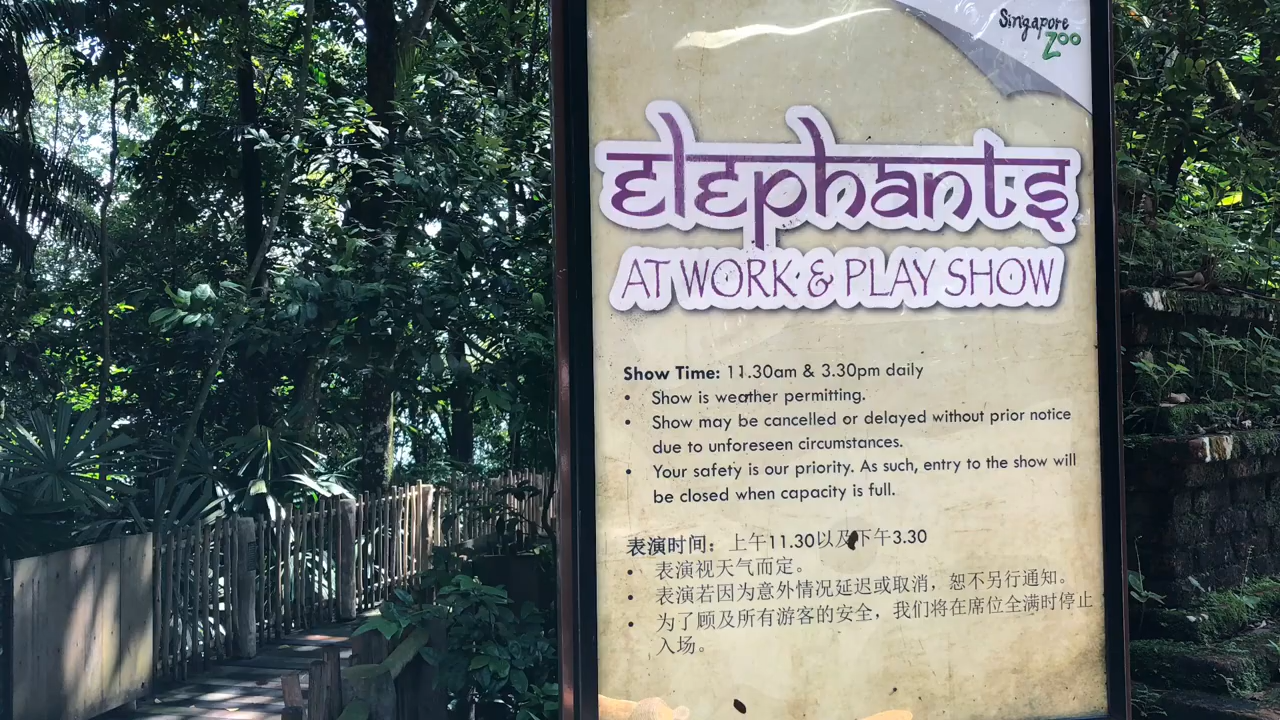 Singapore
Zoo
elephants
AT WORK & PLAY SHOW
Show Time: 11.30am & 3.30pm daily
• Show is weather permitting.
• Show may be cancelled or delayed without prior notice
due to unforeseen circumstances.
• Your safety is our priority. As such, entry to the show will
be closed when capacity is full.
表演时间：上午11.30以及下午3.30
• 表演视天气而定。
• 表演若因为意外情况延迟或取消，恕不另行通知。
• 为了顾及所有游客的安全，我们将在席位全满时停止
入场。